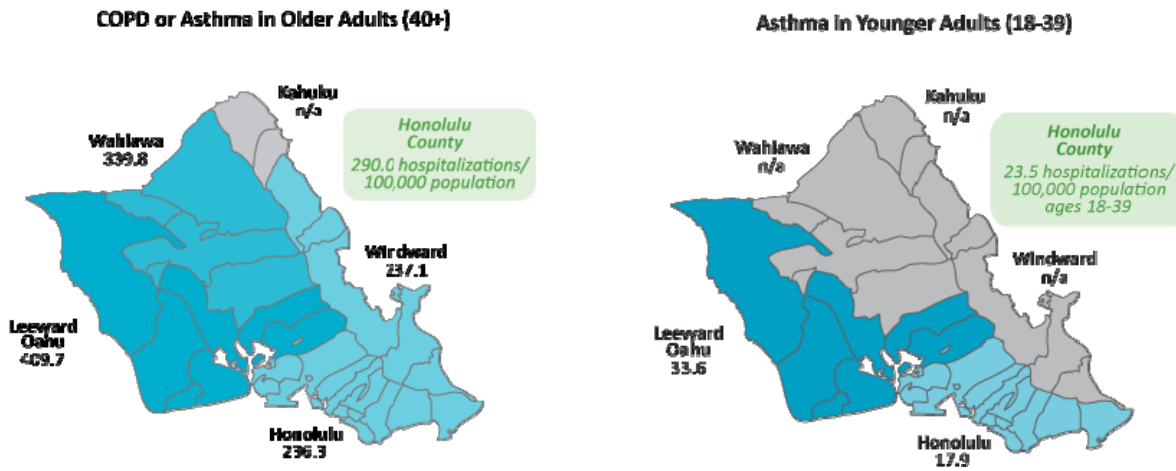 COPD or Asthma in Older Adults (40+)
Kahuku
n/a
Wahiawa
339.8
Honolulu
County
290.0 hospitalizations/
100,000 population
Windward
237.1
Leeward
Oahu
409.7
Honolulu
236.3
Asthma in Younger Adults (18-39)
Kahuku
n/a
Wahiawa
n/a
Honolulu
County
23.5 hospitalizations/
100,000 population
ages 18-39
Windward
n/a
Leeward
Oahu
33.6
Honolulu
17.9